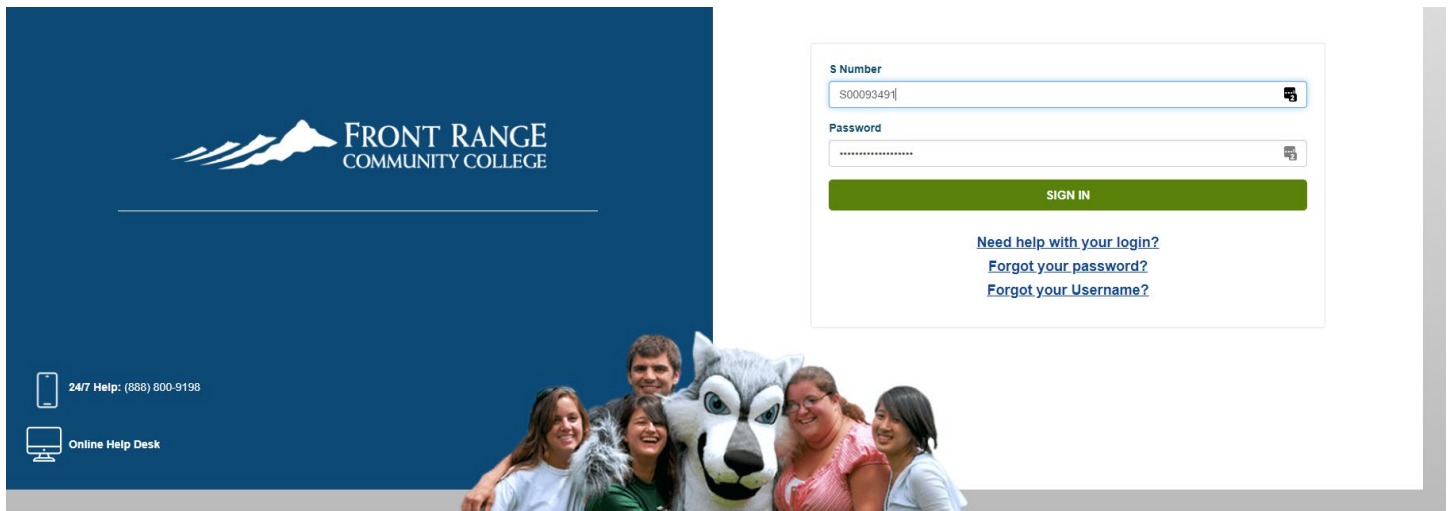 FRONT RANGE
COMMUNITY COLLEGE
24/7 Help: (888) 800-9198
Online Help Desk
S Number
S00093491
Password
•••••••••••••••••••
SIGN IN
Need help with your login?
Forgot your password?
Forgot your Username?